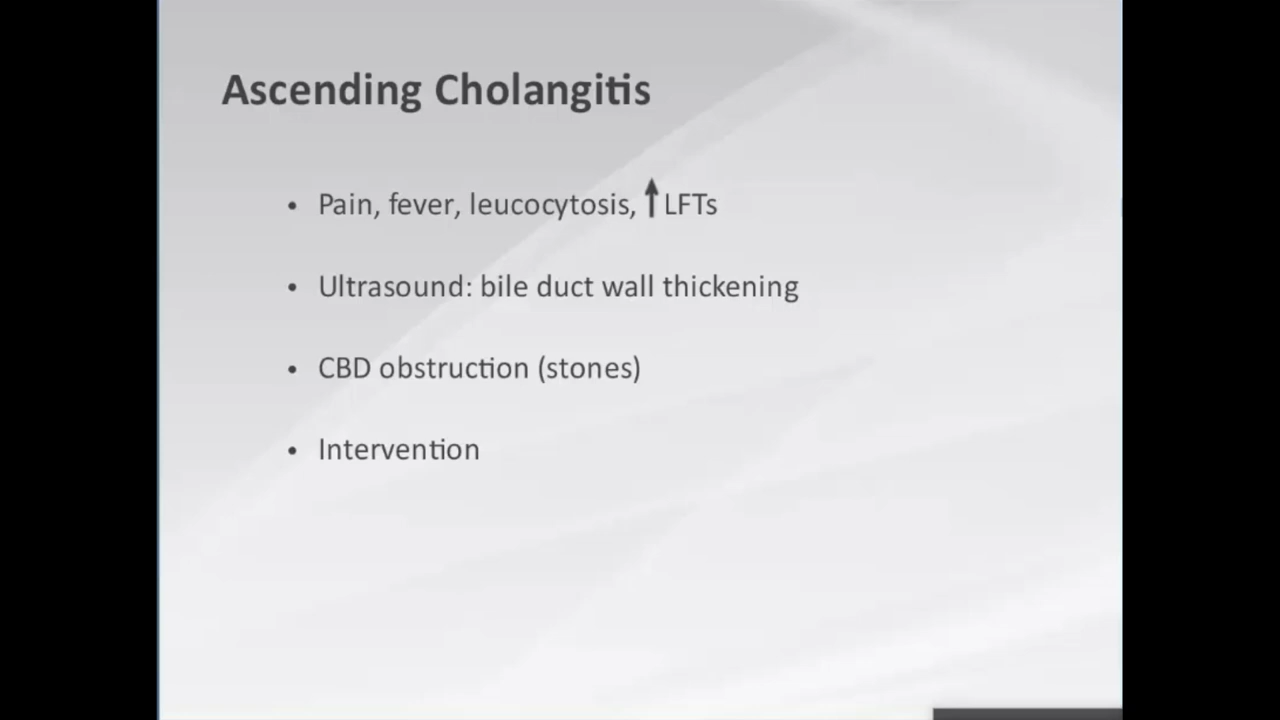 Ascending Cholangitis
• Pain, fever, leucocytosis, ↑LFTs
• Ultrasound: bile duct wall thickening
• CBD obstruction (stones)
• Intervention